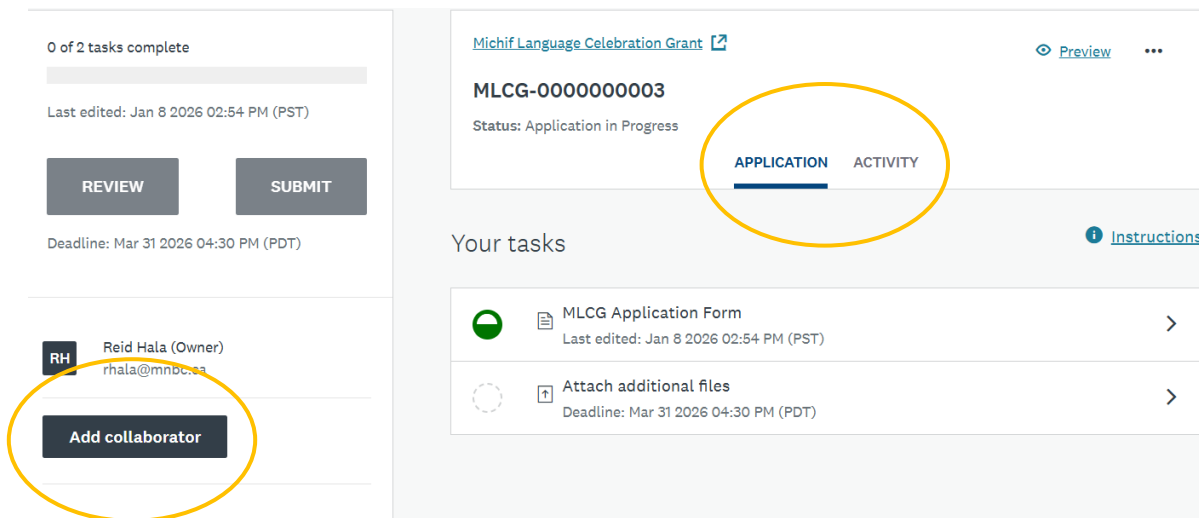 0 of 2 tasks complete
Last edited: Jan 8 2026 02:54 PM (PST)
REVIEW
SUBMIT
Deadline: Mar 31 2026 04:30 PM (PDT)
RH
Reid Hala (Owner)
rhala@mnbc.ca
Add collaborator
Michif Language Celebration Grant
Preview
MLCG-0000000003
Status: Application in Progress
APPLICATION
ACTIVITY
Your tasks
Instructions
MLCG Application Form
Last edited: Jan 8 2026 02:54 PM (PST)
Attach additional files
Deadline: Mar 31 2026 04:30 PM (PDT)